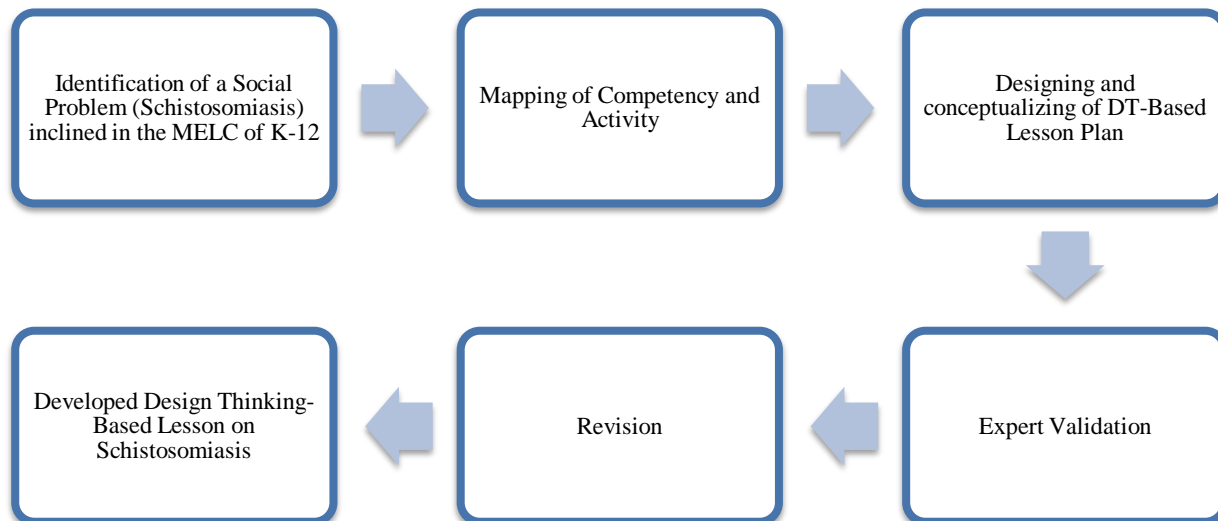 Identification of a Social
Problem (Schistosomiasis)
inclined in the MELC of K-12
Mapping of Competency and
Activity
Designing and
conceptualizing of DT-Based
Lesson Plan
Expert Validation
Revision
Developed Design Thinking-
Based Lesson on
Schistosomiasis